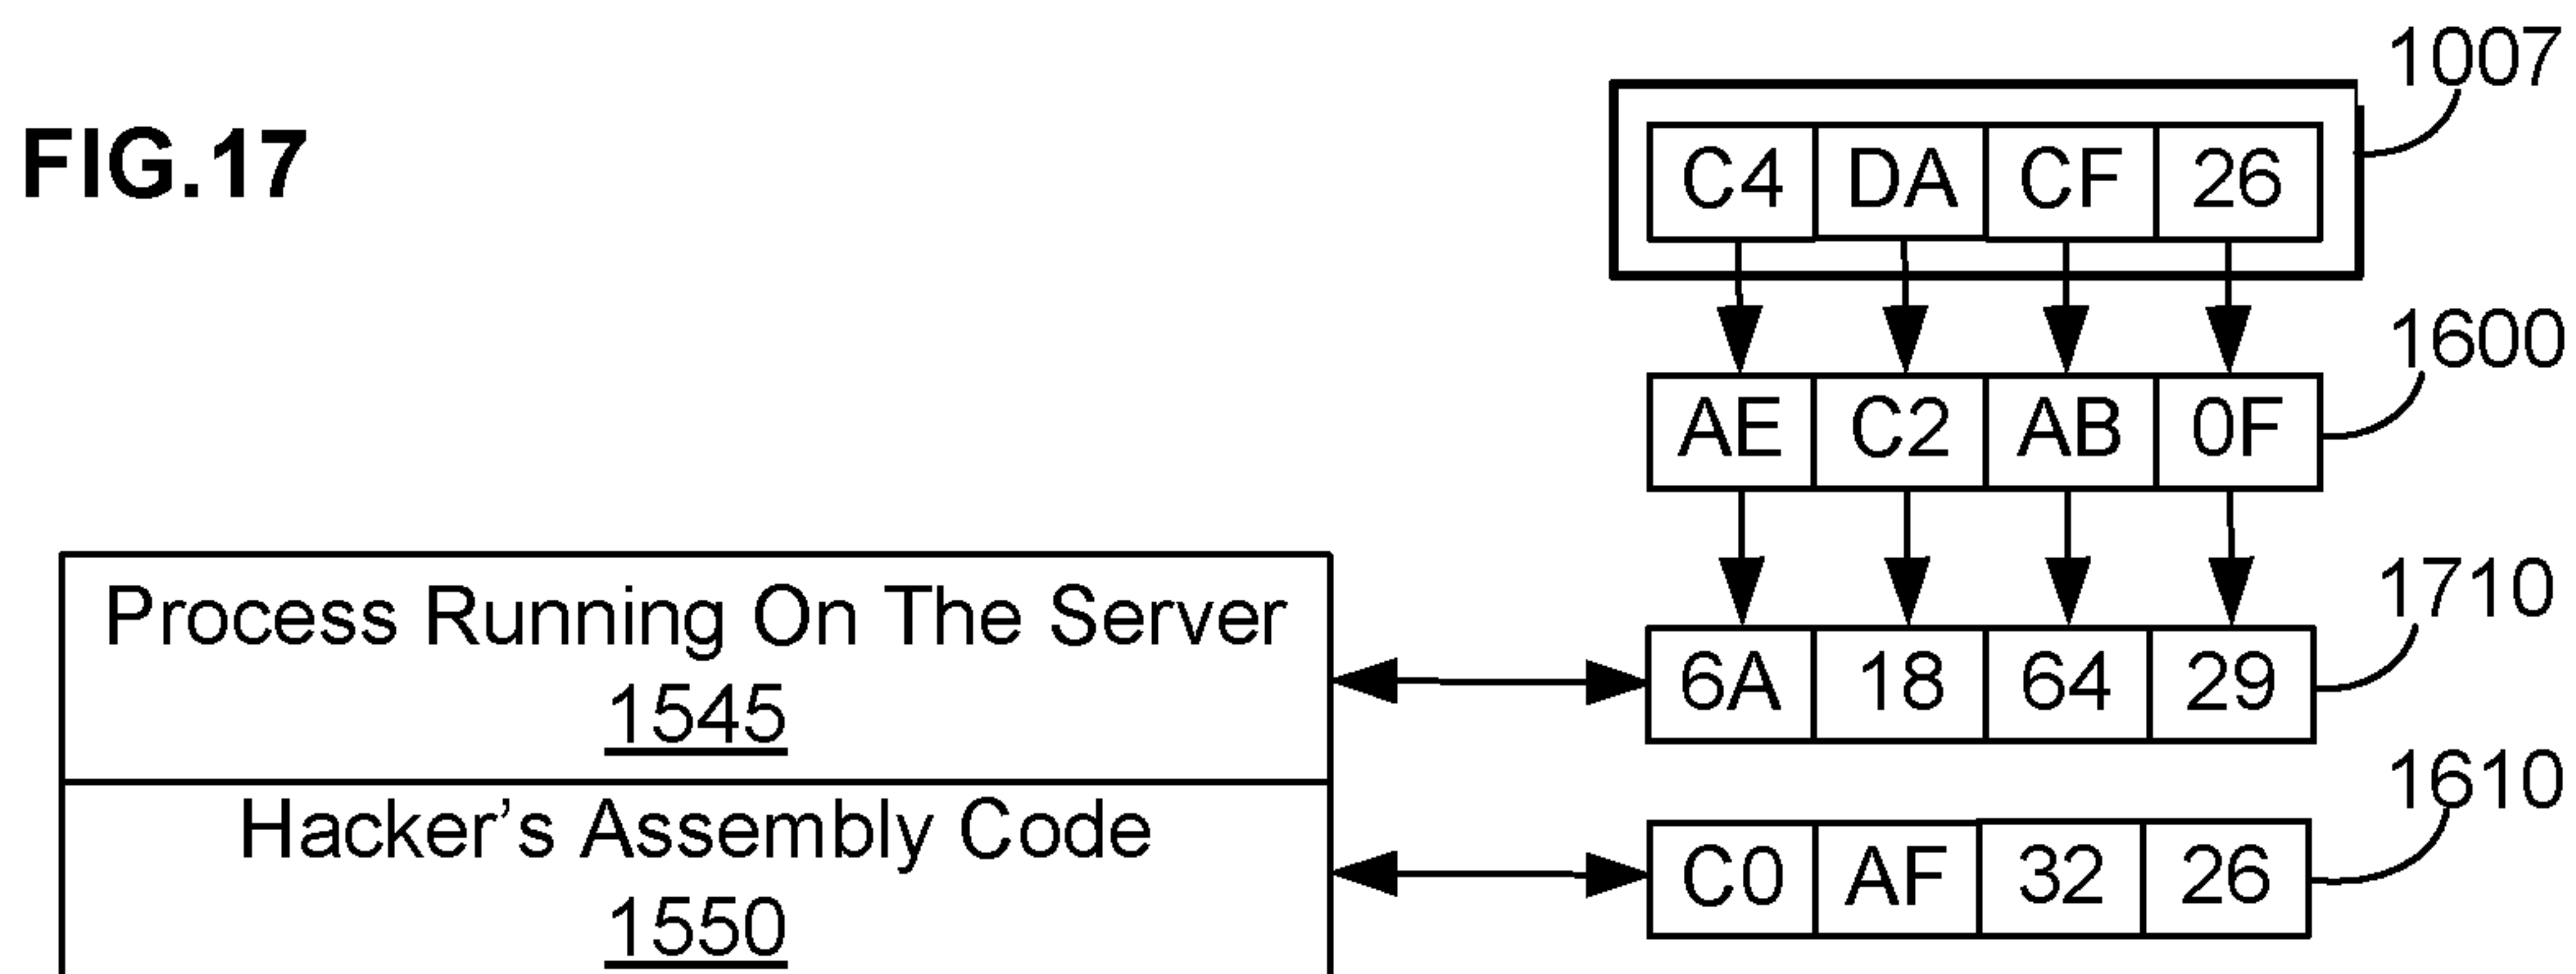 FIG.17
1007
C4 DA CF 26
1600
AE C2 AB 0F
1710
Process Running On The Server
1545
6A 18 64 29
1610
Hacker's Assembly Code
1550
C0 AF 32 26